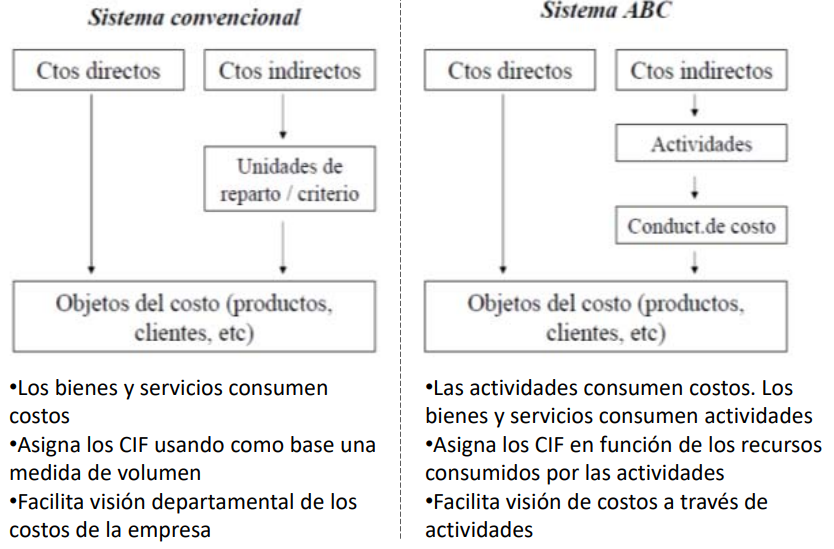 Sistema convencional
Ctos directos
Ctos indirectos
Unidades de
reparto / criterio
Objetos del costo (productos,
clientes, etc)
•Los bienes y servicios consumen
costos
•Asigna los CIF usando como base una
medida de volumen
•Facilita visión departamental de los
costos de la empresa
Sistema ABC
Ctos directos
Ctos indirectos
Actividades
Conduct.de costo
Objetos del costo (productos,
clientes, etc)
•Las actividades consumen costos. Los
bienes y servicios consumen actividades
•Asigna los CIF en función de los recursos
consumidos por las actividades
•Facilita visión de costos a través de
actividades